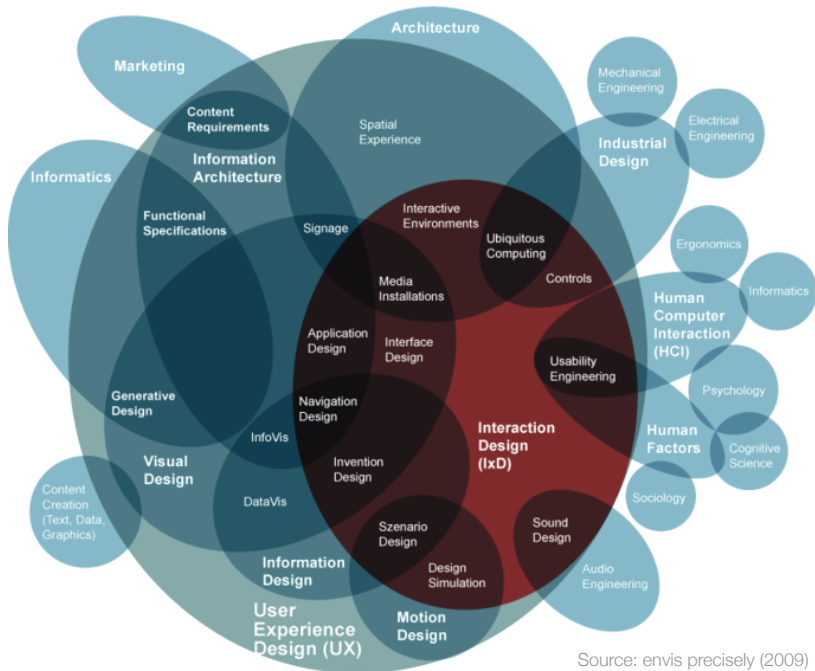 Architecture
Marketing
Mechanical
Engineering
Content
Requirements
Electrical
Engineering
Spatial
Experience
Industrial
Design
Information
Architecture
Informatics
Interactive
Environments
Functional
Specifications
Signage
Ubiquitous
Computing
Ergonomics
Controls
Media
Installations
Human
Computer
Interaction
(HCI)
Informatics
Application
Design
Interface
Design
Usability
Engineering
Psychology
Generative
Design
Navigation
Design
InfoVis
Interaction
Design
(IxD)
Human
Factors
Cognitive
Science
Visual
Design
Invention
Design
Content
Creation
(Text, Data,
Graphics)
DataVis
Sociology
Szenario
Design
Sound
Design
Information
Design
Design
Simulation
Audio
Engineering
User
Experience
Design (UX)
Motion
Design
Source: envis precisely (2009)